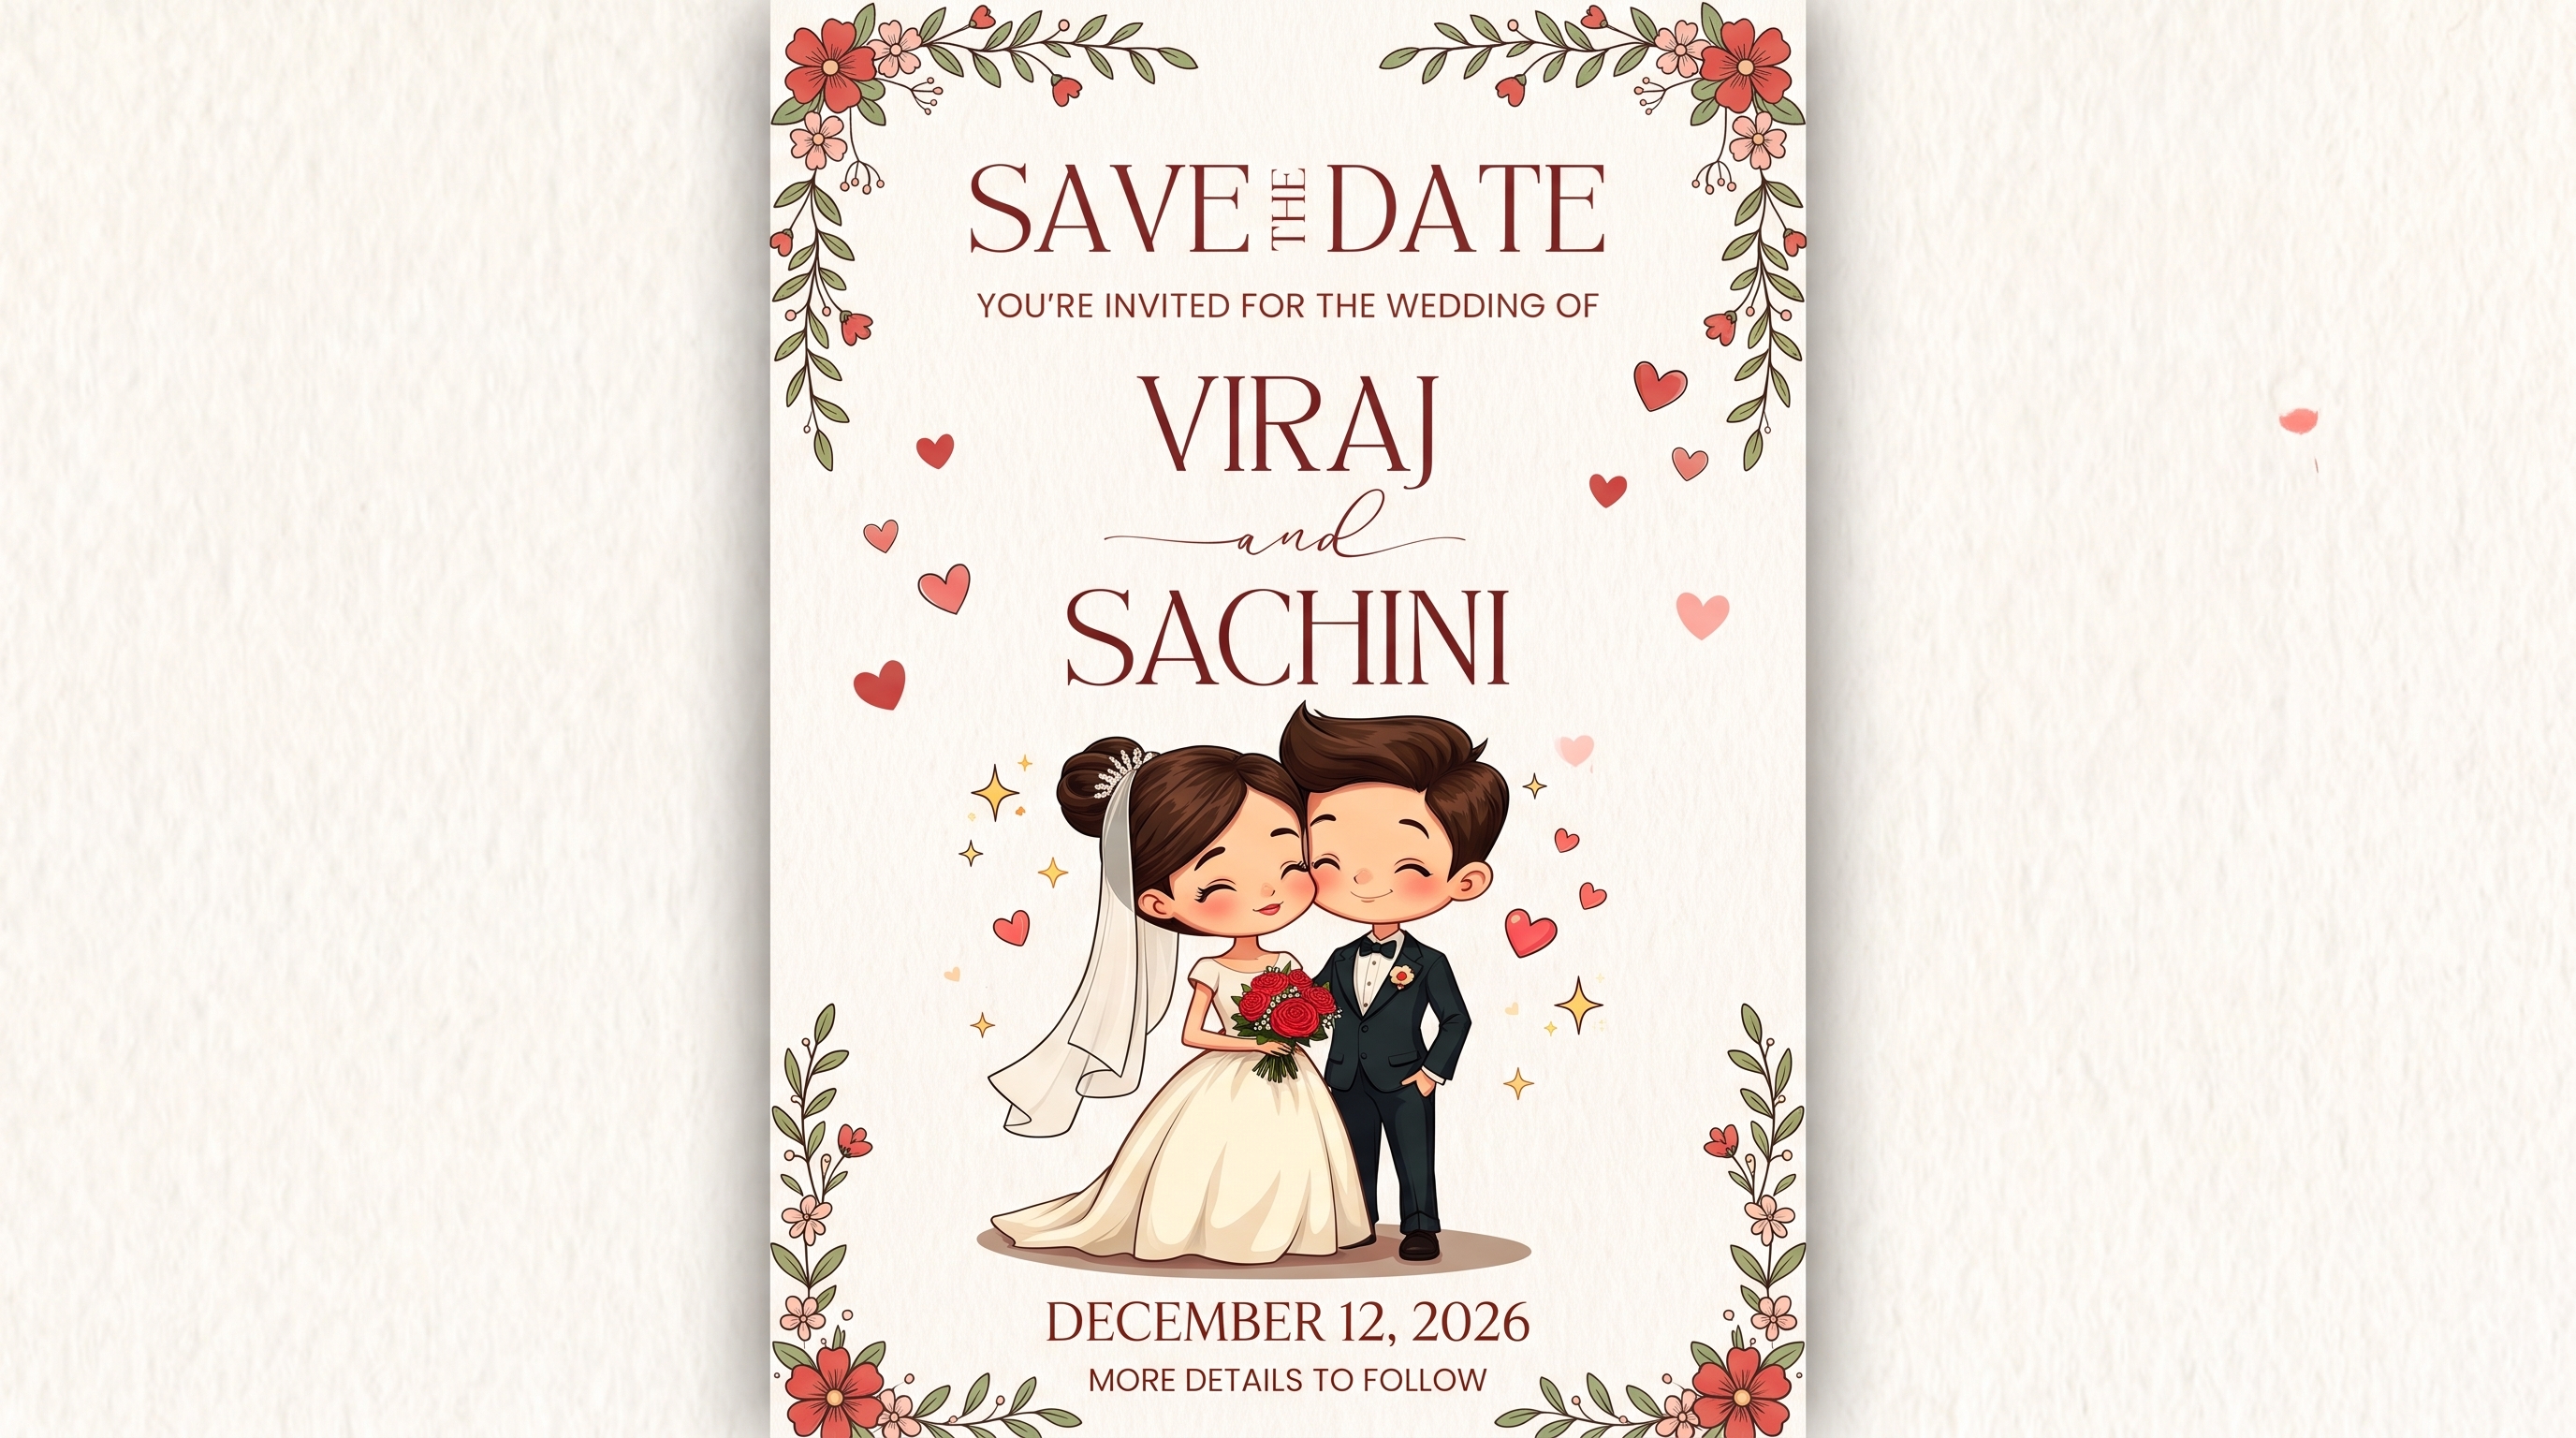 SAVE THE DATE
YOU'RE INVITED FOR THE WEDDING OF
VIRAJ
and
SACHINI
DECEMBER 12, 2026
MORE DETAILS TO FOLLOW